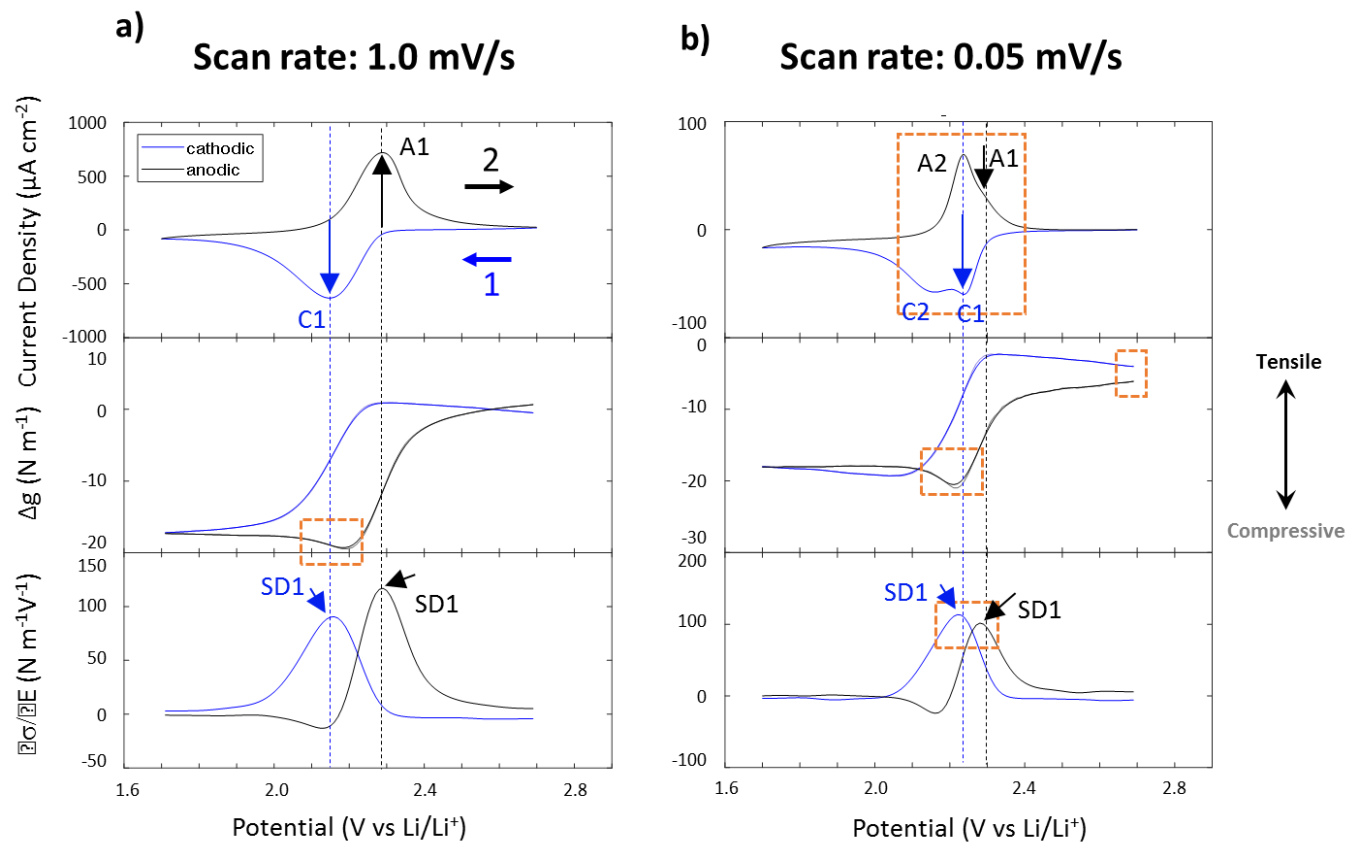 a)
Scan rate: 1.0 mV/s
b)
Scan rate: 0.05 mV/s
Current Density (µA cm-2)
1000
500
0
-500
-1000
cathodic
anodic
A1
2
1
C1
100
0
-100
A2
A1
C2
C1
Δg (N m-1)
10
0
-10
-20
0
-10
-20
-30
Tensile
Compressive
σ/E (N m-1V-1)
150
100
50
0
-50
SD1
SD1
200
100
0
-100
SD1
SD1
1.6
2.0
2.4
2.8
Potential (V vs Li/Li+)
1.6
2.0
2.4
2.8
Potential (V vs Li/Li+)